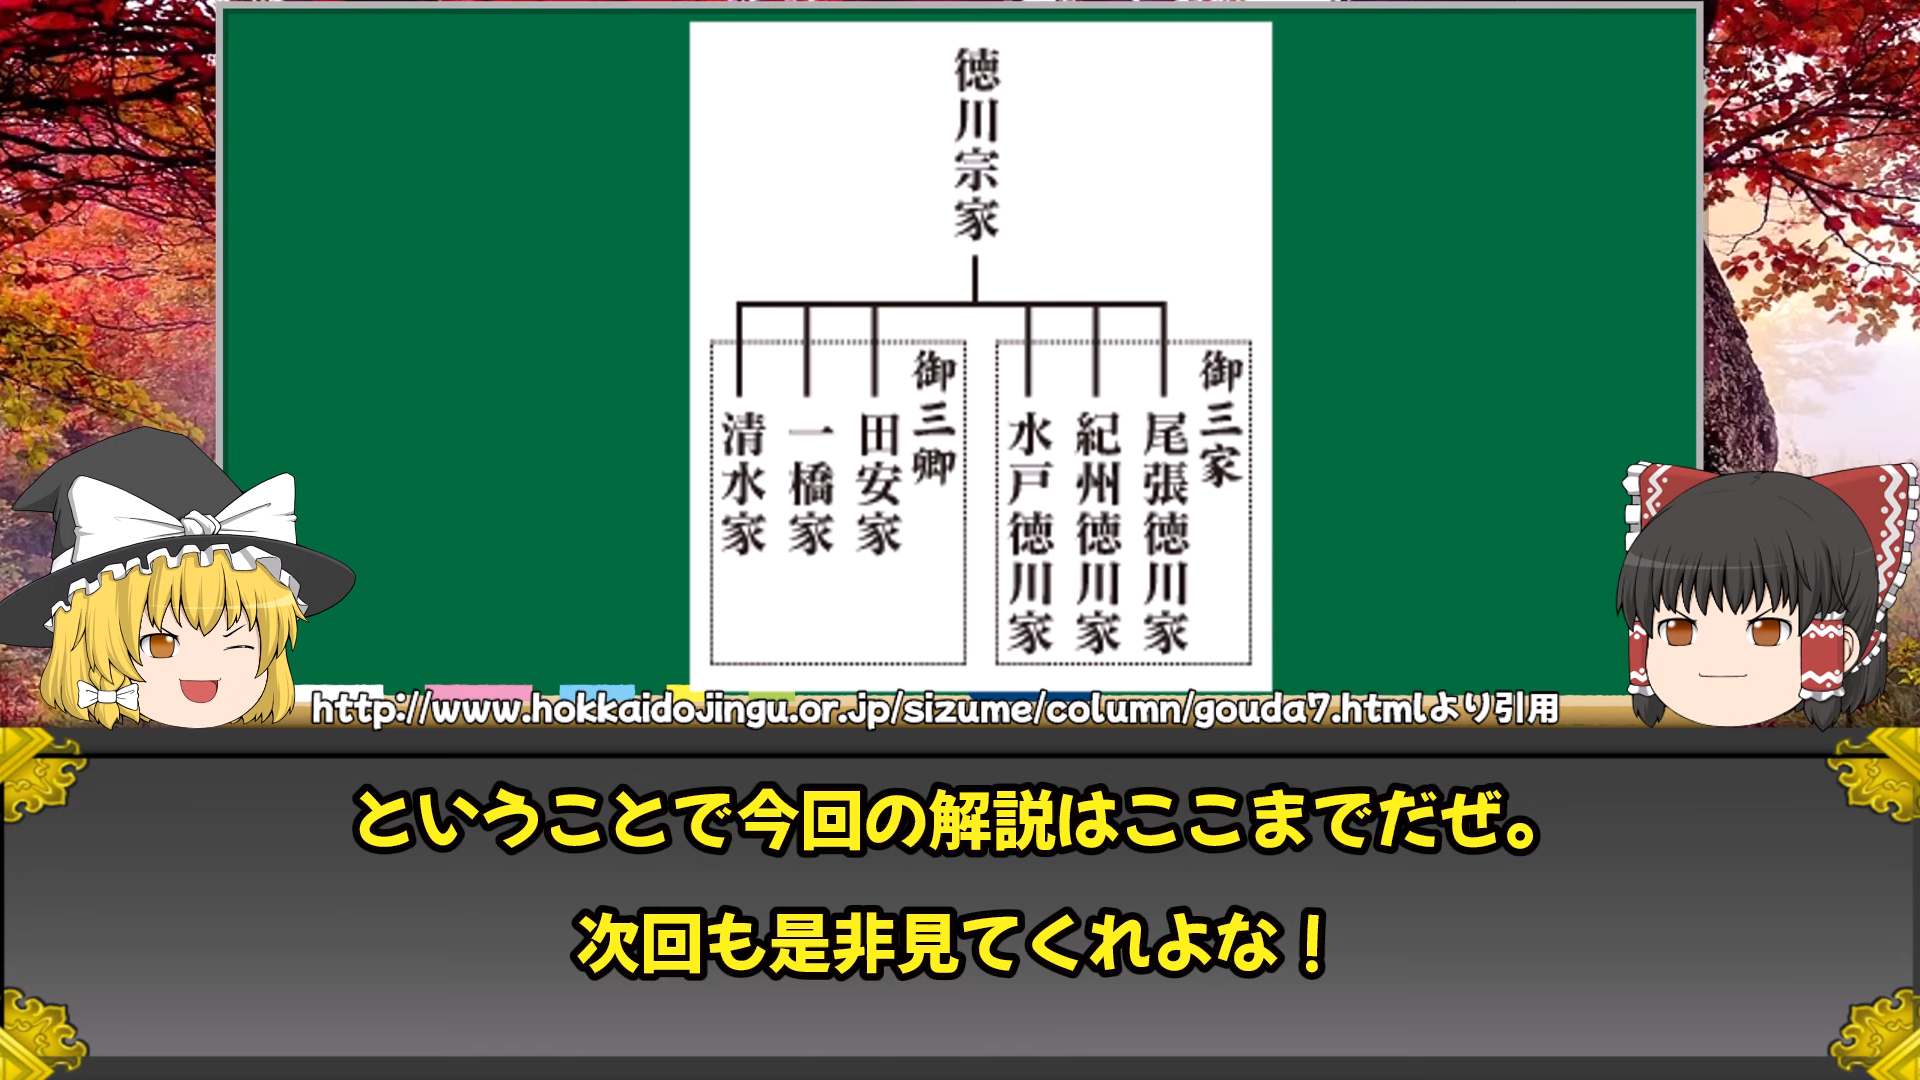 徳川宗家
御三家
尾張徳川家
紀州徳川家
水戸徳川家
御三卿
田安家
一橋家
清水家
http://www.hokkaidojingu.or.jp/sizume/column/gouda7.htmlより引用
ということで今回の解説はここまでだぜ。
次回も是非見てくれよな！